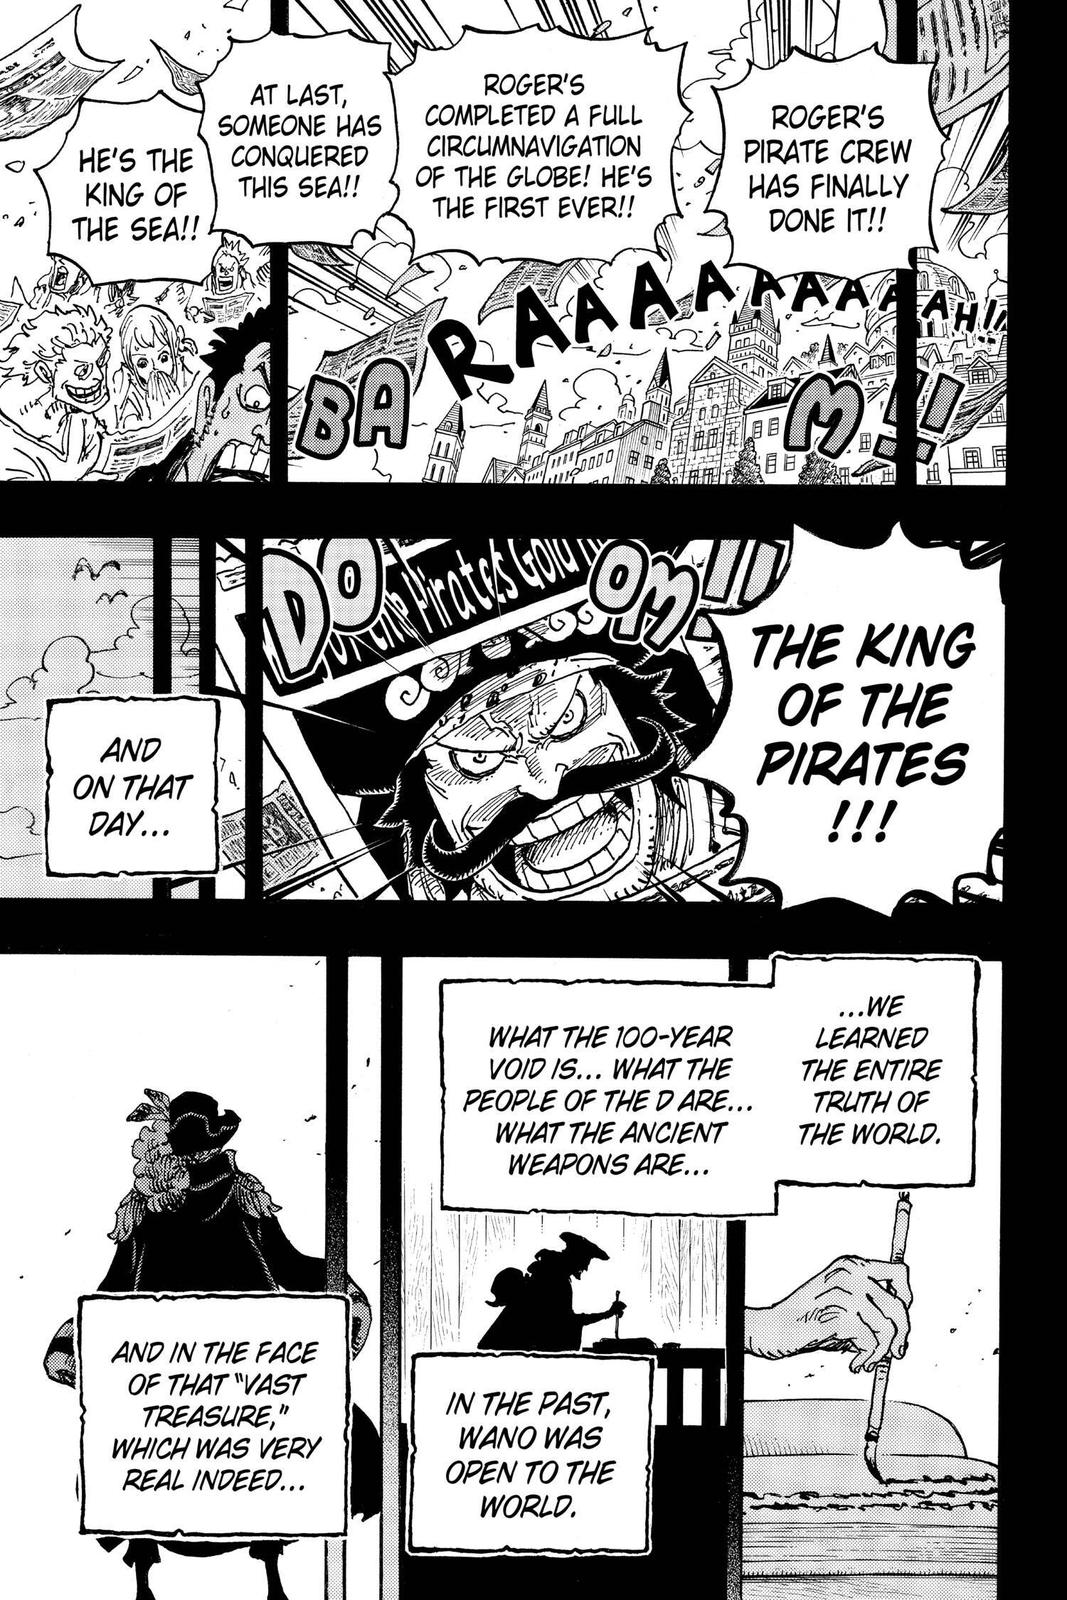 ROGER'S
PIRATE CREW
HAS FINALLY
DONE IT!!
ROGER'S
COMPLETED A FULL
CIRCUMNAVIGATION
OF THE GLOBE! HE'S
THE FIRST EVER!!
AT LAST,
SOMEONE HAS
CONQUERED
THIS SEA!!
HE'S THE
KING OF
THE SEA!!
RAAAAAAAAAAAH!!
BA M!!
THE KING
OF THE
PIRATES
!!!
DO OM!!
Pirates Gold
AND
ON THAT
DAY...
...WE
LEARNED
THE ENTIRE
TRUTH OF
THE WORLD.
WHAT THE 100-YEAR
VOID IS... WHAT THE
PEOPLE OF THE D ARE...
WHAT THE ANCIENT
WEAPONS ARE...
IN THE PAST,
WANO WAS
OPEN TO THE
WORLD.
AND IN THE FACE
OF THAT "VAST
TREASURE,"
WHICH WAS VERY
REAL INDEED...